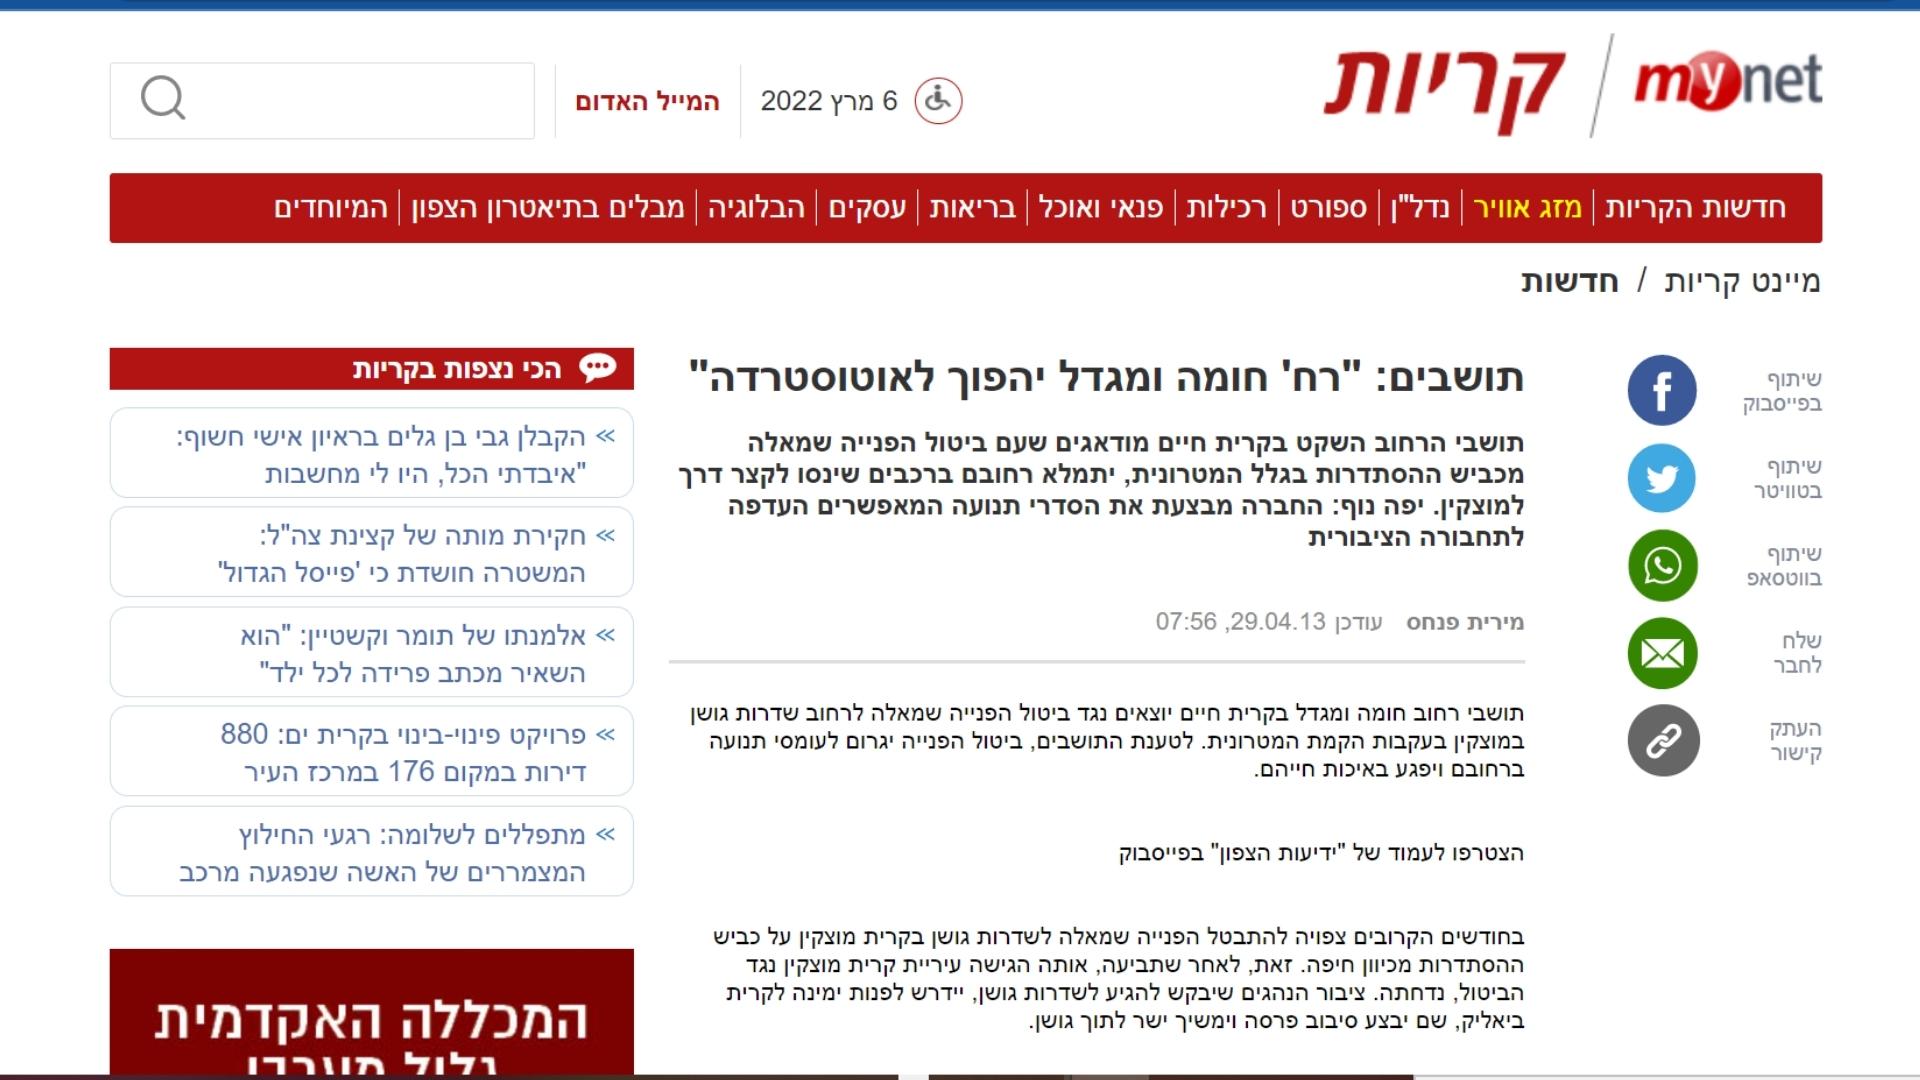 mynet / קריות
6 מרץ 2022
המייל האדום
חדשות הקריות | מזג אוויר | נדל"ן | ספורט | רכילות | פנאי ואוכל | בריאות | עסקים | הבלוגיה | מבלים בתיאטרון הצפון | המיוחדים
מיינט קריות / חדשות
שיתוף
בפייסבוק
שיתוף
בטוויטר
שיתוף
בווטסאפ
שלח
לחבר
העתק
קישור
תושבים: "רח' חומה ומגדל יהפוך לאוטוסטרדה"
תושבי הרחוב השקט בקרית חיים מודאגים שעם ביטול הפנייה שמאלה
מכביש ההסתדרות בגלל המטרונית, יתמלא רחובם ברכבים שינסו לקצר דרך
למוצקין. יפה נוף: החברה מבצעת את הסדרי תנועה המאפשרים העדפה
לתחבורה הציבורית
מירית פנחס עודכן 29.04.13, 07:56
תושבי רחוב חומה ומגדל בקרית חיים יוצאים נגד ביטול הפנייה שמאלה לרחוב שדרות גושן
במוצקין בעקבות הקמת המטרונית. לטענת התושבים, ביטול הפנייה יגרום לעומסי תנועה
ברחובם ויפגע באיכות חייהם.
הצטרפו לעמוד של "ידיעות הצפון" בפייסבוק
בחודשים הקרובים צפויה להתבטל הפנייה שמאלה לשדרות גושן בקרית מוצקין על כביש
ההסתדרות מכיוון חיפה. זאת, לאחר שתביעה, אותה הגישה עיריית קרית מוצקין נגד
הביטול, נדחתה. ציבור הנהגים שיבקש להגיע לשדרות גושן, יידרש לפנות ימינה לקרית
ביאליק, שם יבצע סיבוב פרסה וימשיך ישר לתוך גושן.
הכי נצפות בקריות
» הקבלן גבי בן גלים בראיון אישי חשוף:
"איבדתי הכל, היו לי מחשבות
» חקירת מותה של קצינת צה"ל:
המשטרה חושדת כי 'פייסל הגדול'
» אלמנתו של תומר וקשטיין: "הוא
השאיר מכתב פרידה לכל ילד"
» פרויקט פינוי-בינוי בקרית ים: 880
דירות במקום 176 במרכז העיר
» מתפללים לשלומה: רגעי החילוץ
המצמררים של האשה שנפגעה מרכב
המכללה האקדמית
גליל מערבי